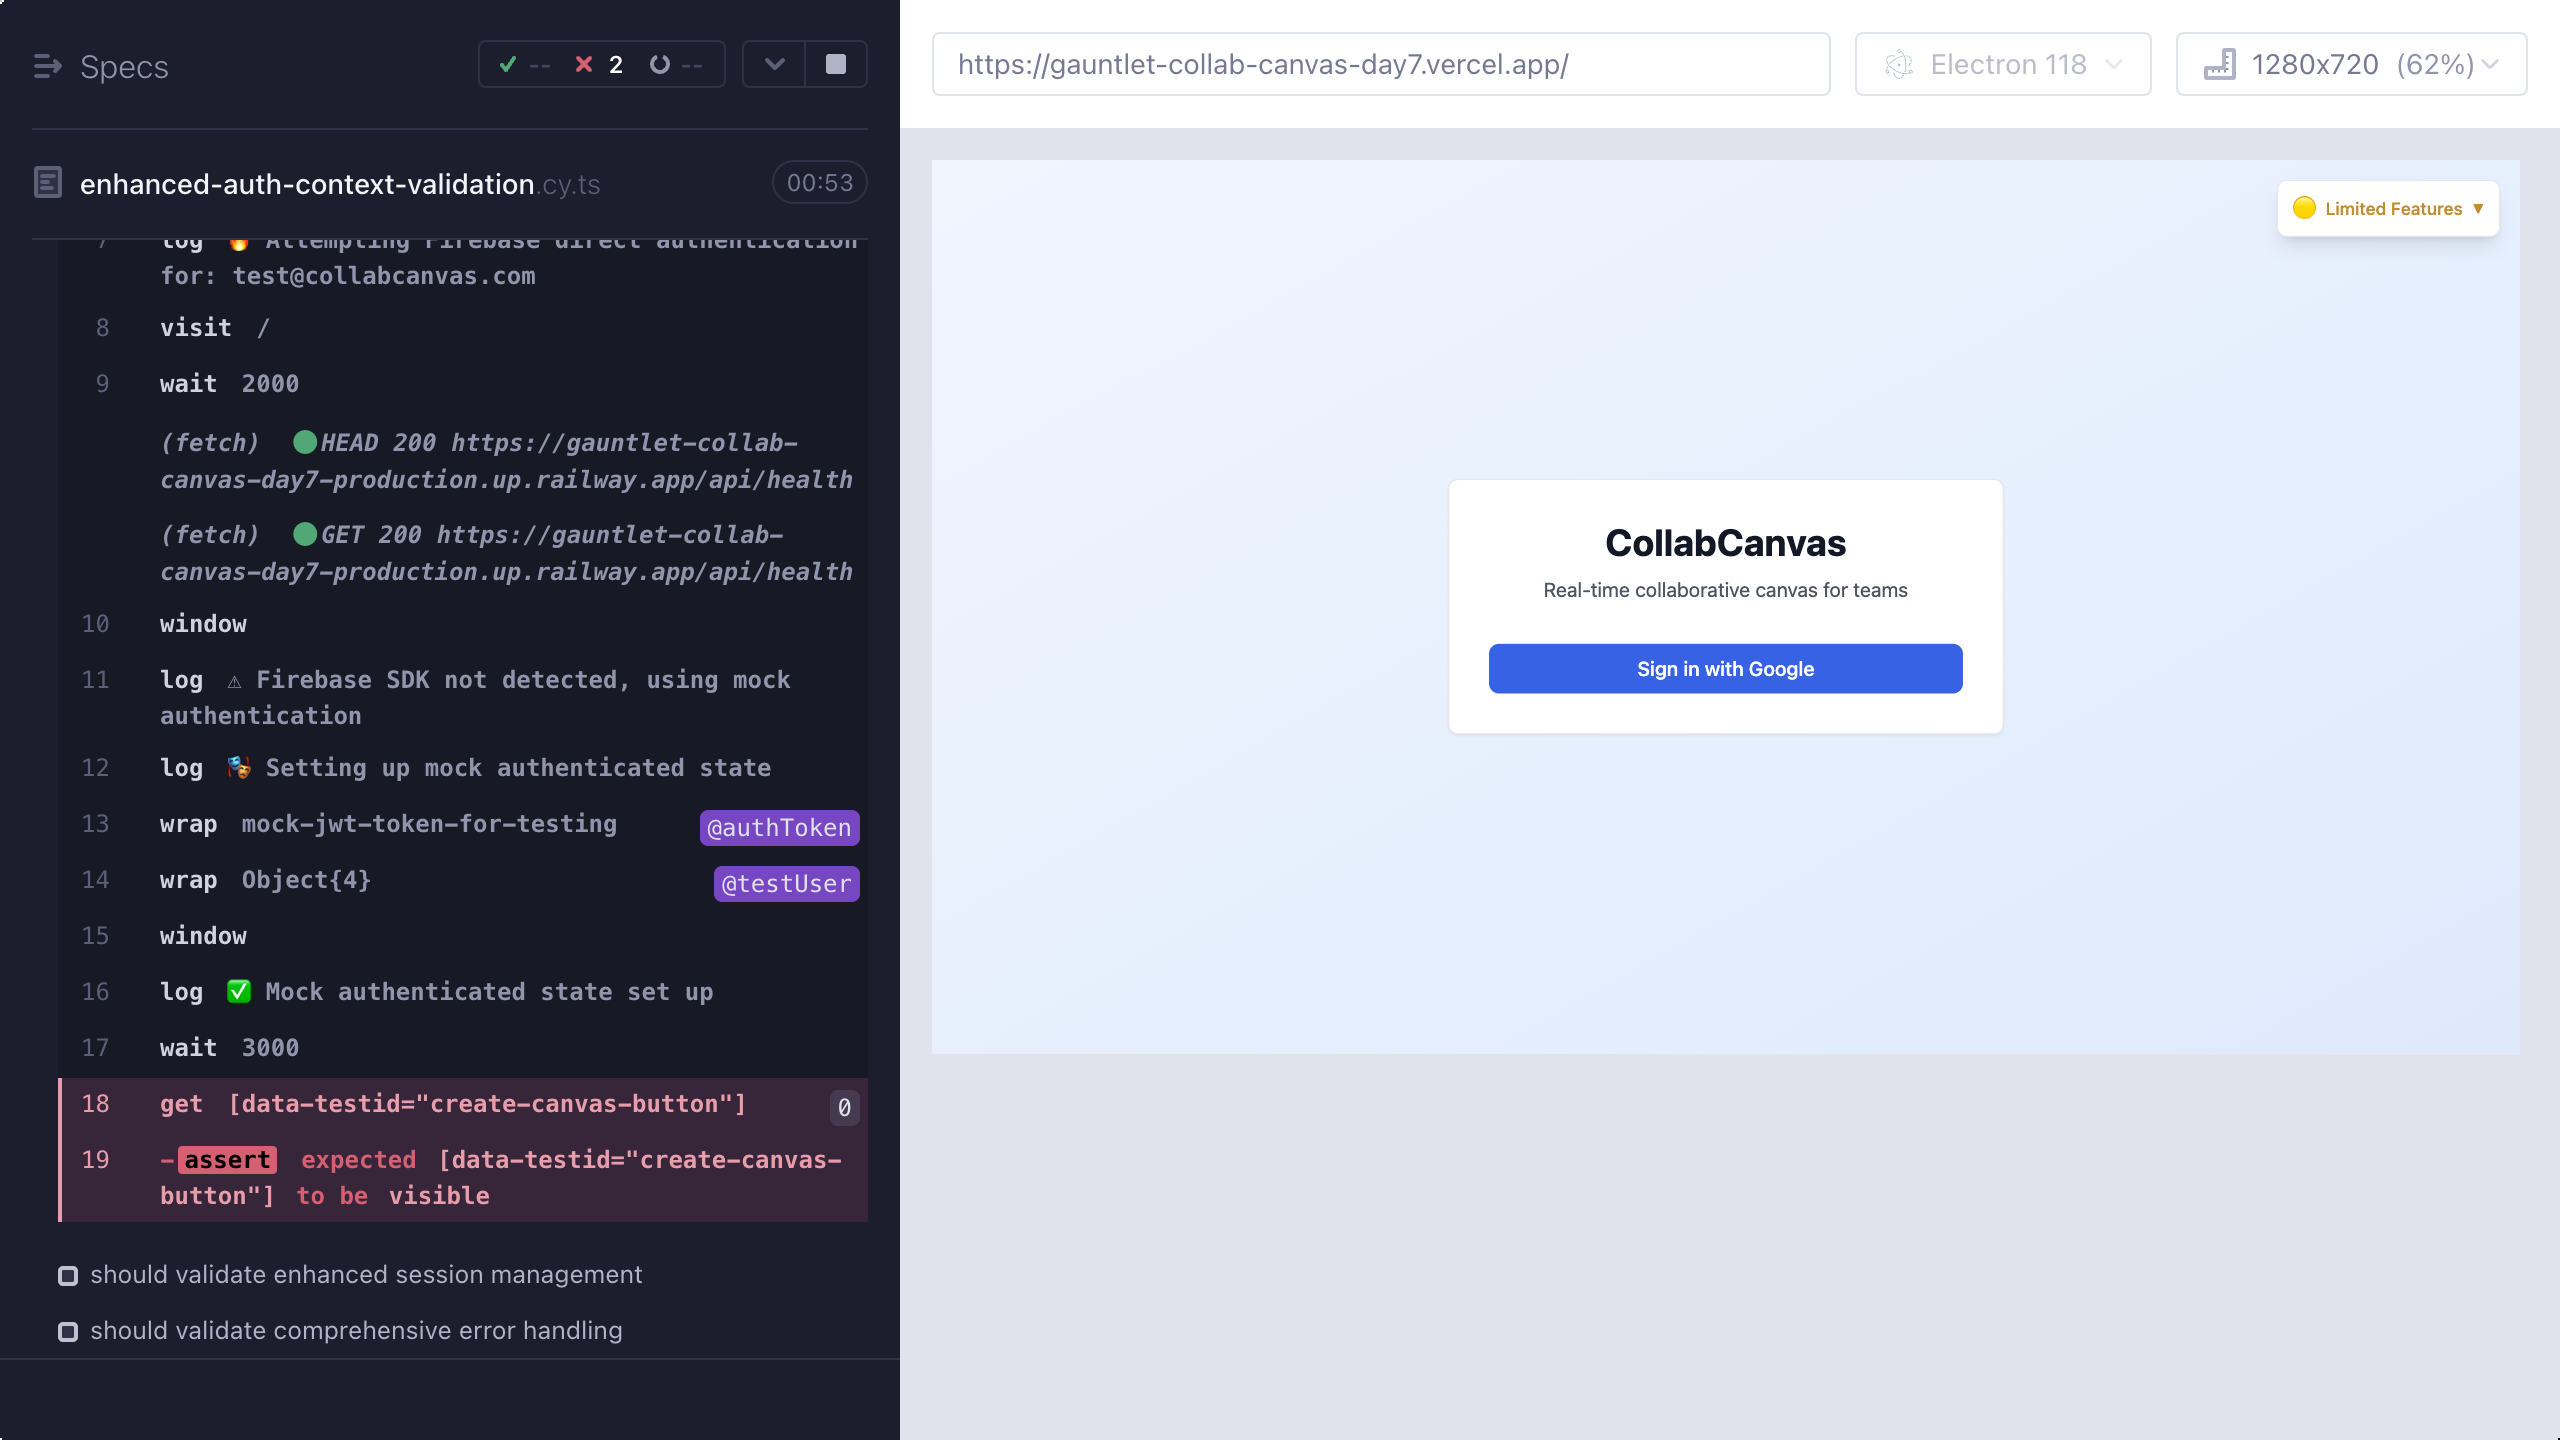 Specs
-- 2 --
enhanced-auth-context-validation.cy.ts
00:53
7 log 🔥 Attempting Firebase direct authentication
for: test@collabcanvas.com
8 visit /
9 wait 2000
(fetch) HEAD 200 https://gauntlet-collab-
canvas-day7-production.up.railway.app/api/health
(fetch) GET 200 https://gauntlet-collab-
canvas-day7-production.up.railway.app/api/health
10 window
11 log ⚠ Firebase SDK not detected, using mock
authentication
12 log 🎭 Setting up mock authenticated state
13 wrap mock-jwt-token-for-testing @authToken
14 wrap Object{4} @testUser
15 window
16 log ✅ Mock authenticated state set up
17 wait 3000
18 get [data-testid="create-canvas-button"] 0
19 -assert expected [data-testid="create-canvas-
button"] to be visible
should validate enhanced session management
should validate comprehensive error handling
https://gauntlet-collab-canvas-day7.vercel.app/
Electron 118
1280x720 (62%)
Limited Features ▼
CollabCanvas
Real-time collaborative canvas for teams
Sign in with Google